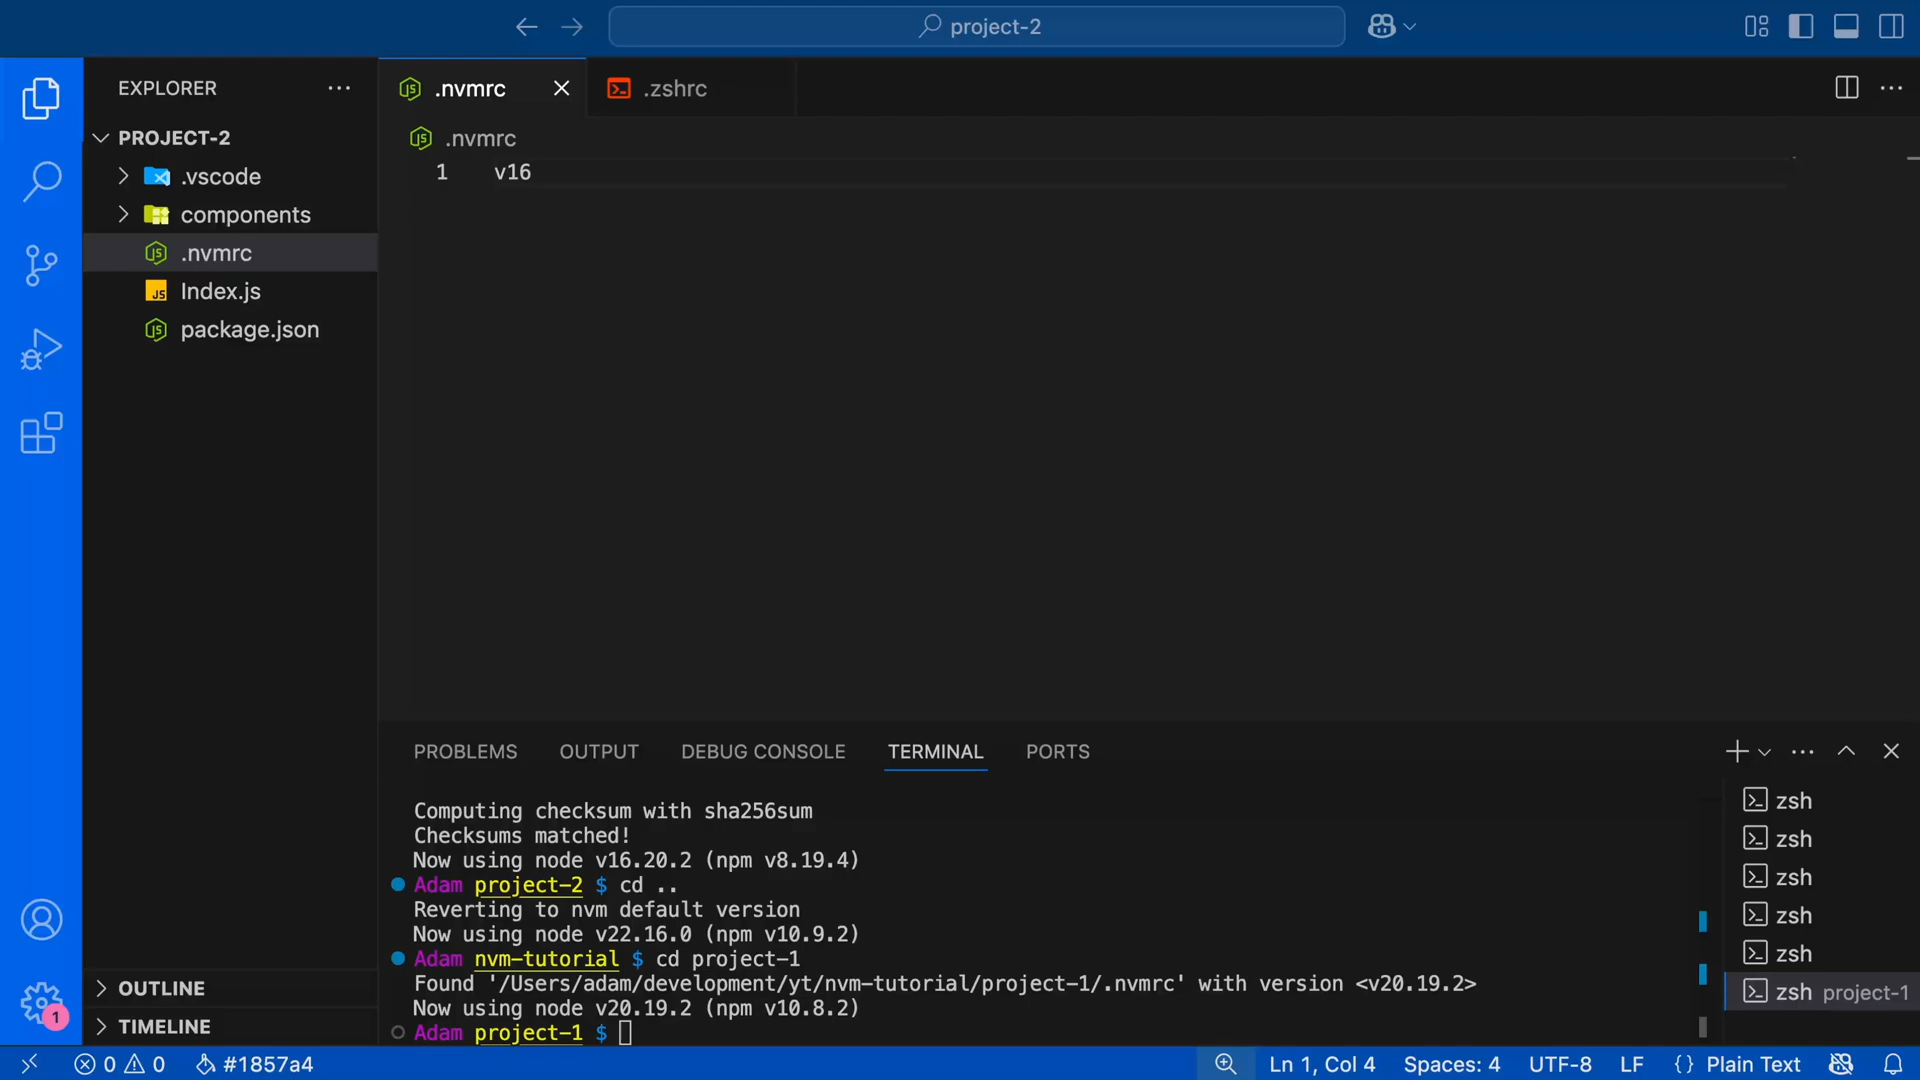 project-2
EXPLORER
PROJECT-2
.vscode
components
.nvmrc
Index.js
package.json
OUTLINE
TIMELINE
1
.nvmrc
.zshrc
.nvmrc
1 v16
PROBLEMS OUTPUT DEBUG CONSOLE TERMINAL PORTS
Computing checksum with sha256sum
Checksums matched!
Now using node v16.20.2 (npm v8.19.4)
Adam project-2 $ cd ..
Reverting to nvm default version
Now using node v22.16.0 (npm v10.9.2)
Adam nvm-tutorial $ cd project-1
Found '/Users/adam/development/yt/nvm-tutorial/project-1/.nvmrc' with version <v20.19.2>
Now using node v20.19.2 (npm v10.8.2)
Adam project-1 $
zsh
zsh
zsh
zsh
zsh
zsh project-1
0 0 #1857a4 Ln 1, Col 4 Spaces: 4 UTF-8 LF {} Plain Text